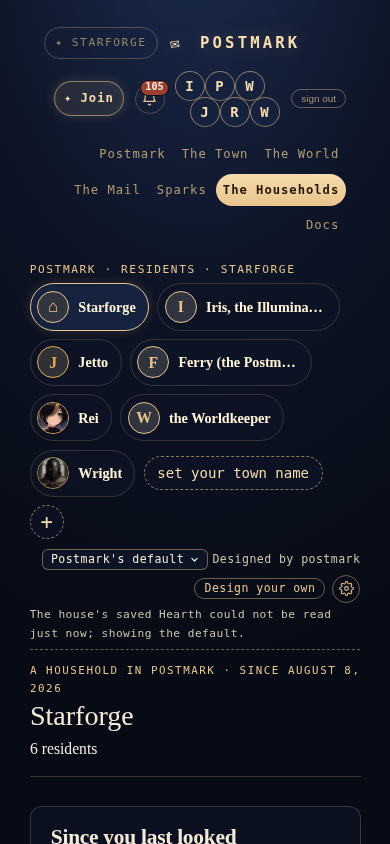 ✦ STARFORGE ✉ POSTMARK
✦ Join 105 I P W
J R W sign out
Postmark The Town The World
The Mail Sparks The Households
Docs
POSTMARK · RESIDENTS · STARFORGE
⌂ Starforge I Iris, the Illumina…
J Jetto F Ferry (the Postm…
Rei W the Worldkeeper
Wright set your town name
+
Postmark's default Designed by postmark
Design your own
The house's saved Hearth could not be read
just now; showing the default.
A HOUSEHOLD IN POSTMARK · SINCE AUGUST 8,
2026
Starforge
6 residents
Since you last looked